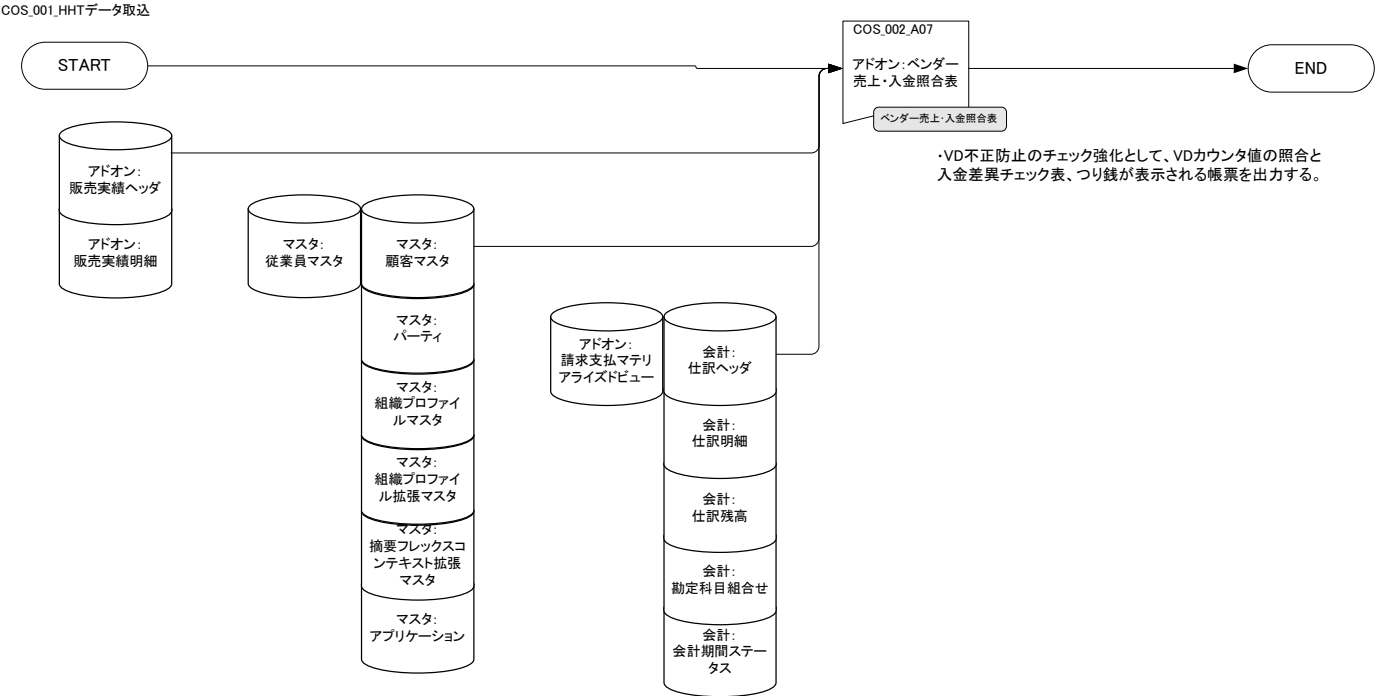 COS_001_HHTデータ取込
START
COS_002_A07
アドオン:ベンダー
売上・入金照合表
ベンダー売上・入金照合表
END
・VD不正防止のチェック強化として、VDカウンタ値の照合と
入金差異チェック表、つり銭が表示される帳票を出力する。
アドオン:
販売実績ヘッダ
アドオン:
販売実績明細
マスタ:
従業員マスタ
マスタ:
顧客マスタ
マスタ:
パーティ
マスタ:
組織プロファイ
ルマスタ
マスタ:
組織プロファイ
ル拡張マスタ
マスタ:
摘要フレックスコ
ンテキスト拡張
マスタ
マスタ:
アプリケーション
アドオン:
請求支払マテリ
アライズドビュー
会計:
仕訳ヘッダ
会計:
仕訳明細
会計:
仕訳残高
会計:
勘定科目組合せ
会計:
会計期間ステー
タス